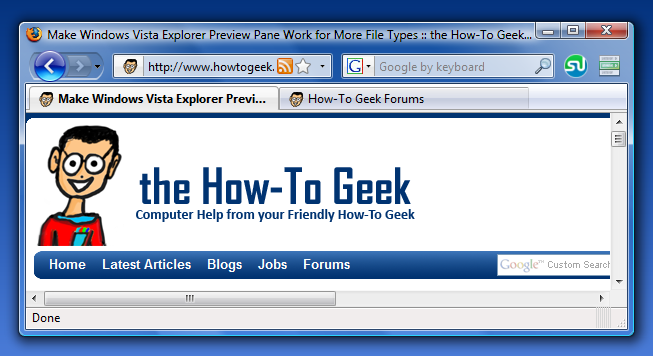 Make Windows Vista Explorer Preview Pane Work for More File Types :: the How-To Geek...
http://www.howtogeek.
G
Google by keyboard
SU
Make Windows Vista Explorer Previ...
How-To Geek Forums
the How-To Geek
Computer Help from your Friendly How-To Geek
Home Latest Articles Blogs Jobs Forums
Google™ Custom Search
Done